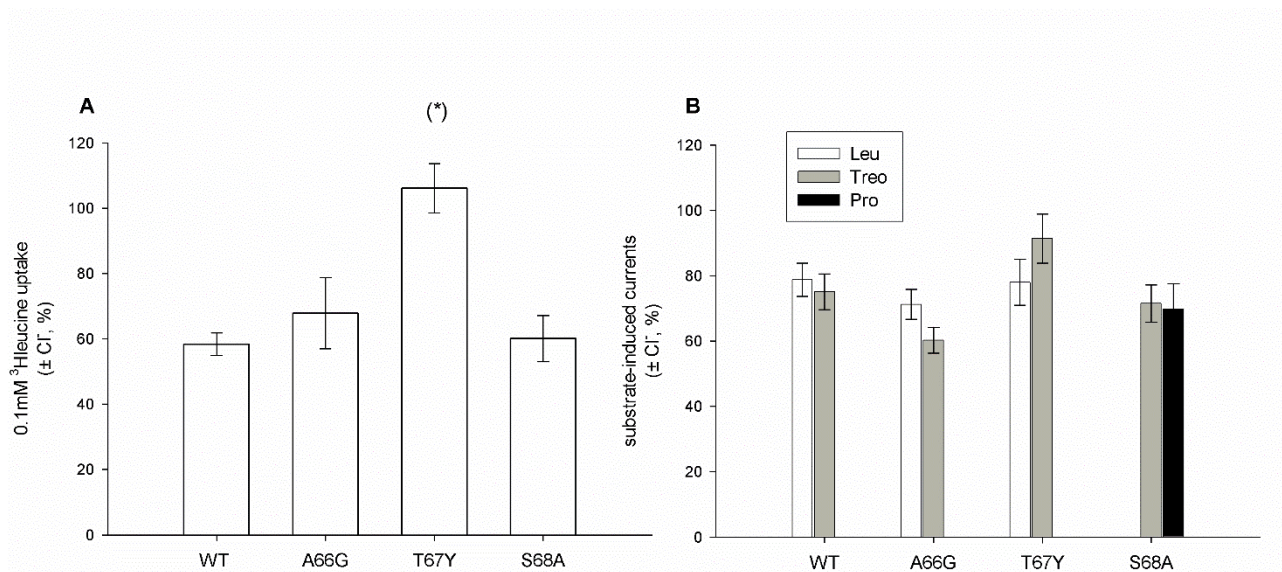 A
(*)
0.1mM ³Hleucine uptake
(± Cl⁻, %)
120
100
80
60
40
20
0
WT A66G T67Y S68A
B
Leu
Treo
Pro
substrate-induced currents
(± Cl⁻, %)
120
100
80
60
40
20
0
WT A66G T67Y S68A